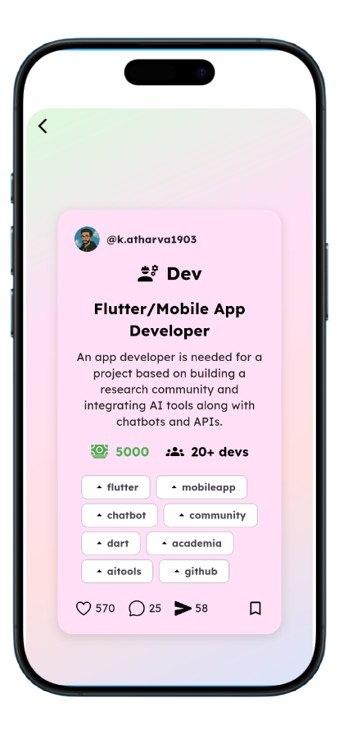 @k.atharva1903
Dev
Flutter/Mobile App
Developer
An app developer is needed for a
project based on building a
research community and
integrating AI tools along with
chatbots and APIs.
5000 20+ devs
flutter mobileapp
chatbot community
dart academia
aitools github
570 25 58